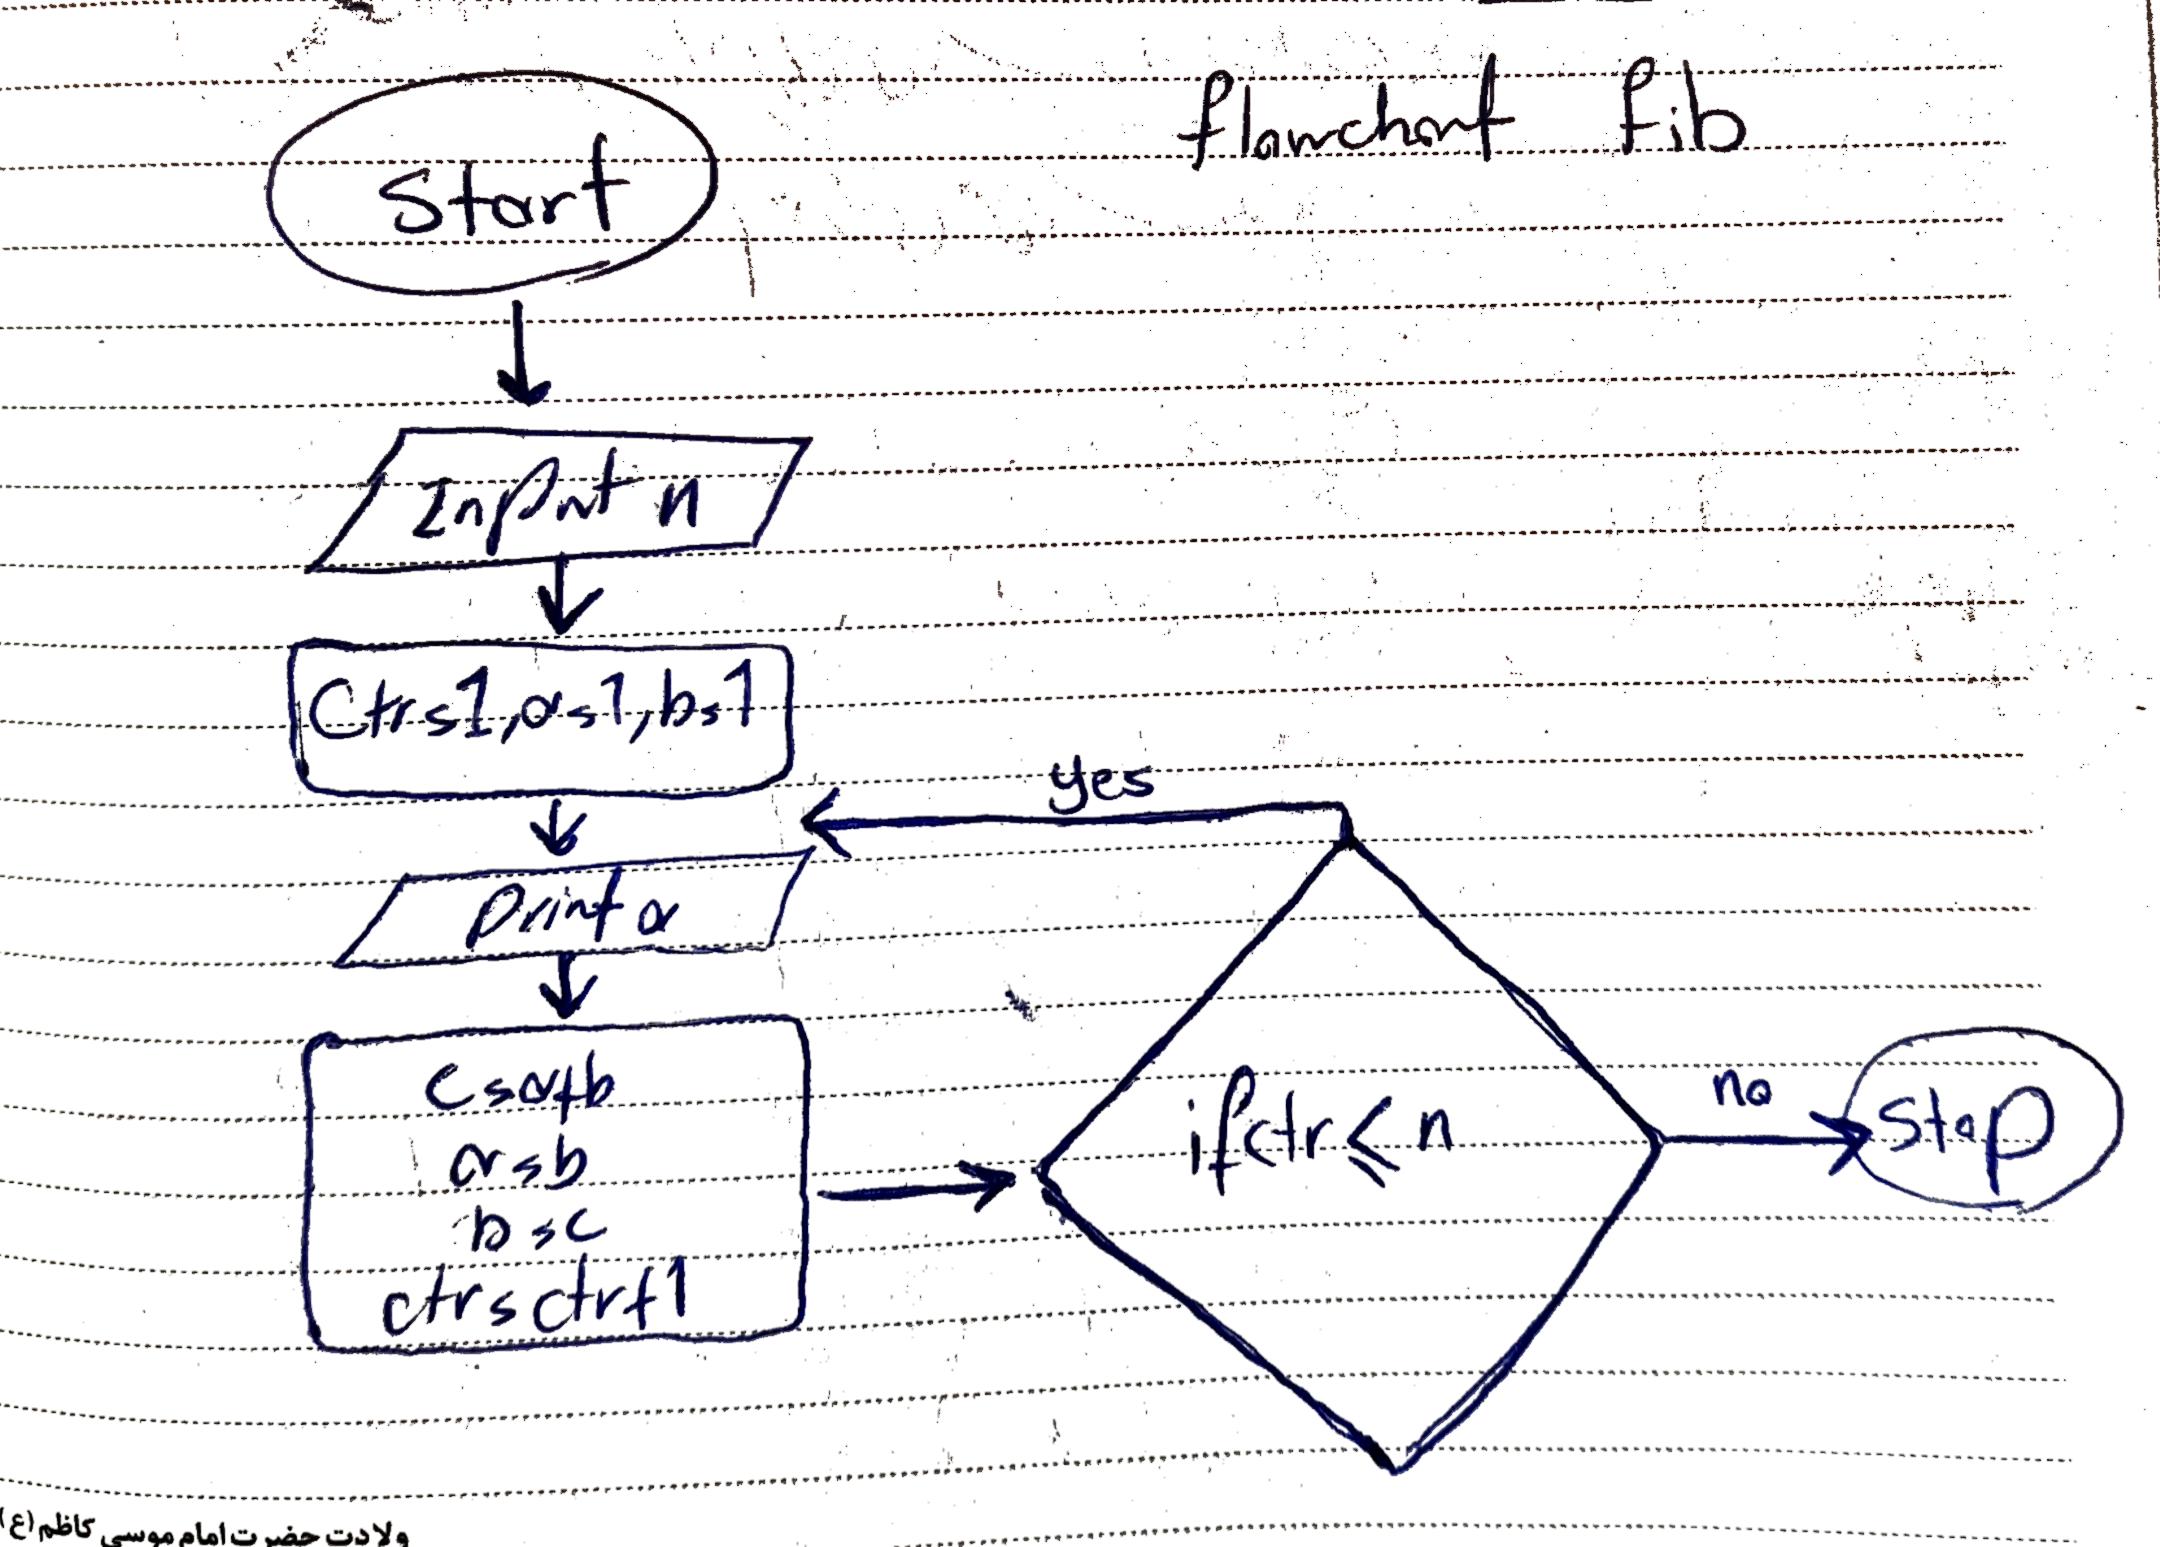 flowchart fib
Start
Input n
Ctr=1, a=1, b=1
Print a
c=a+b
a=b
b=c
ctr=ctr+1
yes
if ctr≤n
no
Stop
ولادت حضرت امام موسی کاظم (ع)